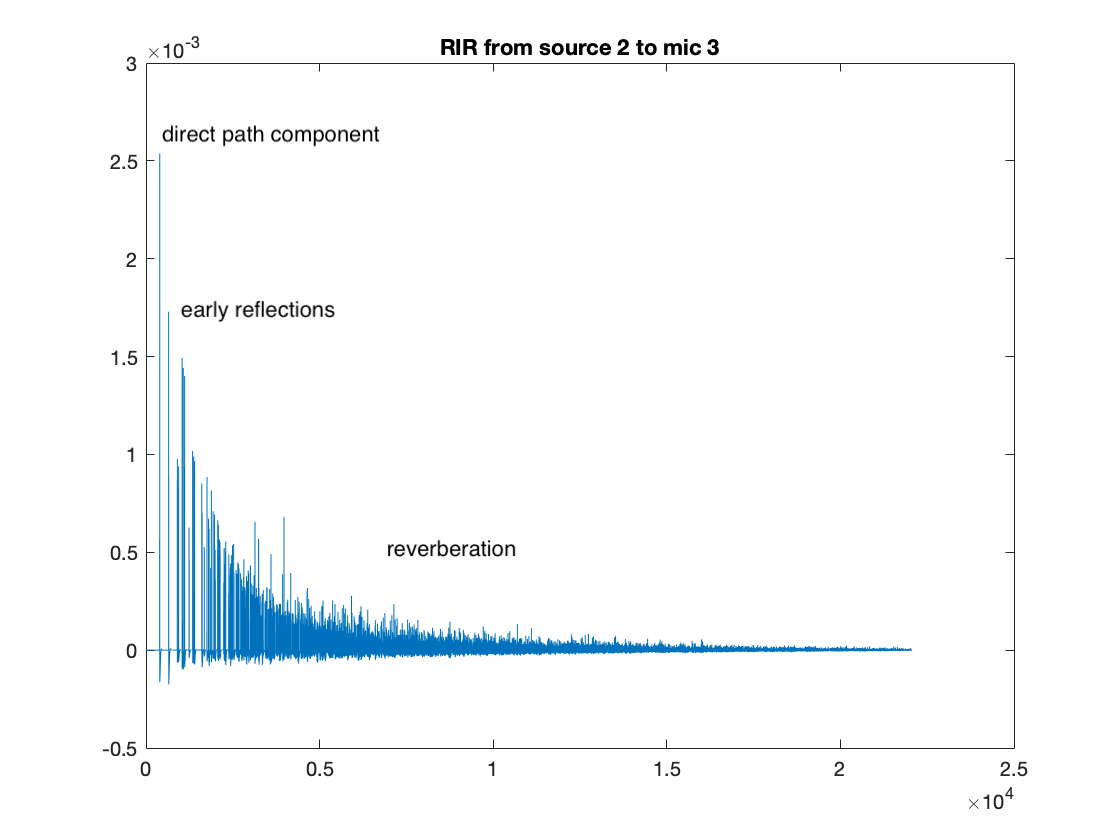 RIR from source 2 to mic 3
×10-3
3
direct path component
2.5
2
early reflections
1.5
1
reverberation
0.5
0
-0.5
0 0.5 1 1.5 2 2.5
×104